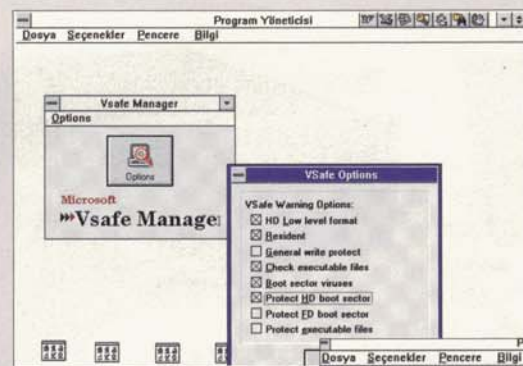 Program Yöneticisi
Dosya Seçenekler Pencere Bilgi
Vsafe Manager
Options
Options
Microsoft
Vsafe Manage
VSafe Options
VSafe Warning Options:
HD Low level format
Resident
General write protect
Check executable files
Boot sector viruses
Protect HD boot sector
Protect FD boot sector
Protect executable files
P
Dosya Seçenekler Pencere Bilgi